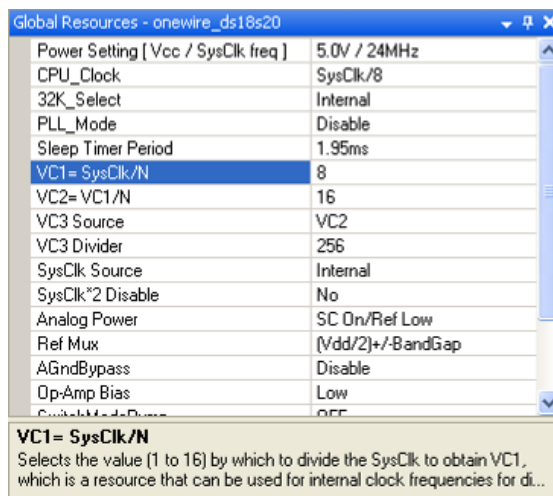 Global Resources - onewire_ds18s20
Power Setting [ Vcc / SysClk freq ] 5.0V / 24MHz
CPU_Clock SysClk/8
32K_Select Internal
PLL_Mode Disable
Sleep Timer Period 1.95ms
VC1= SysClk/N 8
VC2= VC1/N 16
VC3 Source VC2
VC3 Divider 256
SysClk Source Internal
SysClk*2 Disable No
Analog Power SC On/Ref Low
Ref Mux (Vdd/2)+/-BandGap
AGndBypass Disable
Op-Amp Bias Low
SwitchModePump OFF
VC1= SysClk/N
Selects the value (1 to 16) by which to divide the SysClk to obtain VC1,
which is a resource that can be used for internal clock frequencies for di...